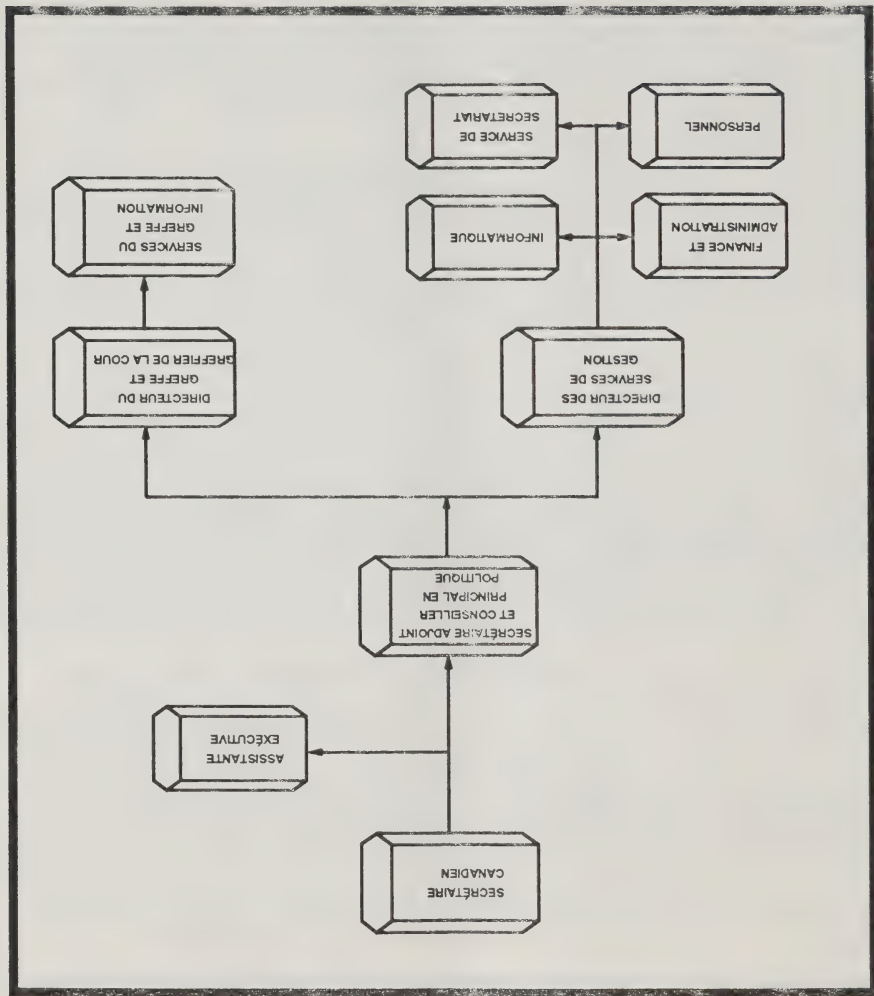 SECRÉTAIRE
CANADIEN
ASSISTANTE
EXÉCUTIVE
SECRÉTAIRE ADJOINT
ET CONSEILLER
PRINCIPAL EN
POLITIQUE
DIRECTEUR DES
SERVICES DE
GESTION
DIRECTEUR DU
GREFFE ET
GREFFIER DE LA COUR
FINANCE ET
ADMINISTRATION
INFORMATIQUE
SERVICES DU
GREFFE ET
INFORMATION
PERSONNEL
SERVICE DE
SECRETARIAT